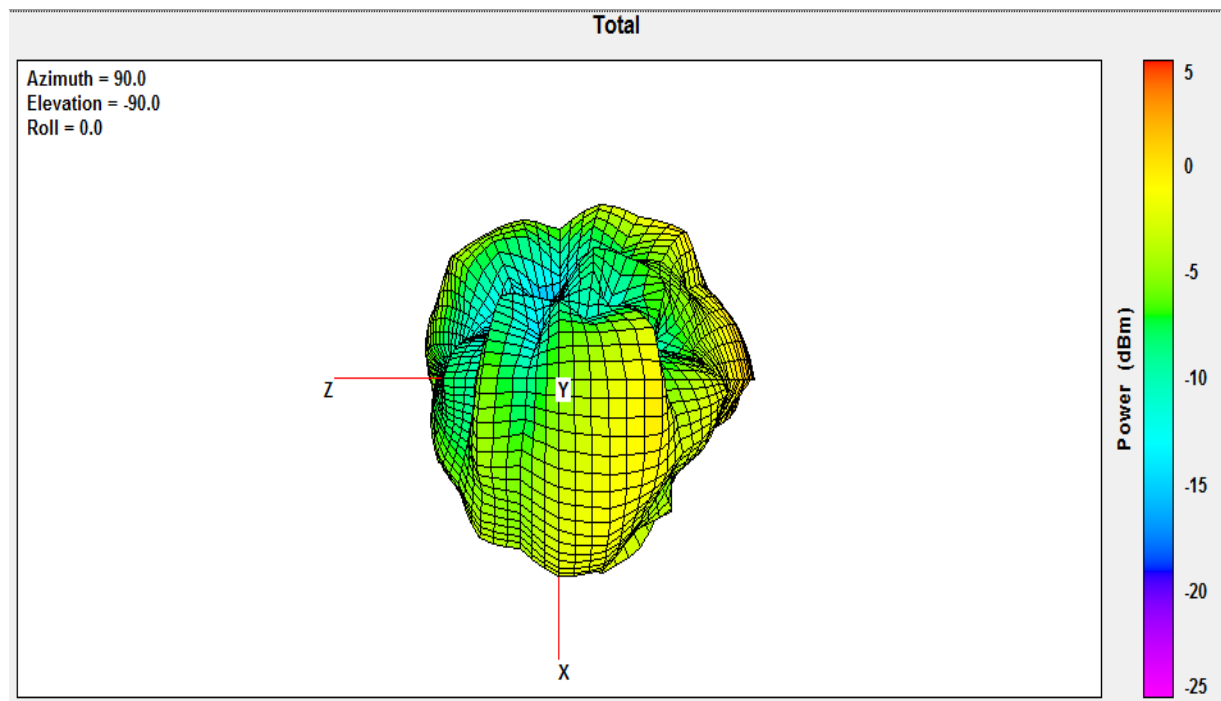 Total
Azimuth = 90.0
Elevation = -90.0
Roll = 0.0
Z
Y
X
5
0
-5
-10
-15
-20
-25
Power (dBm)